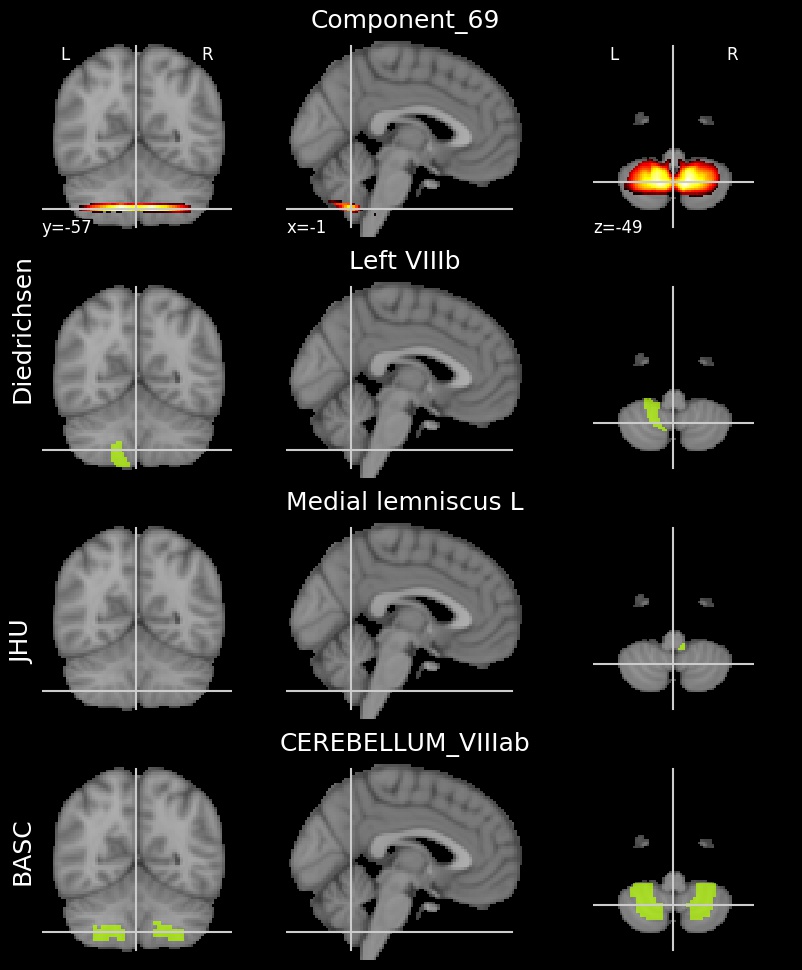 Component_69
L R L R
y=-57 x=-1 z=-49
Diedrichsen
Left VIIIb
JHU
Medial lemniscus L
BASC
CEREBELLUM_VIIIab